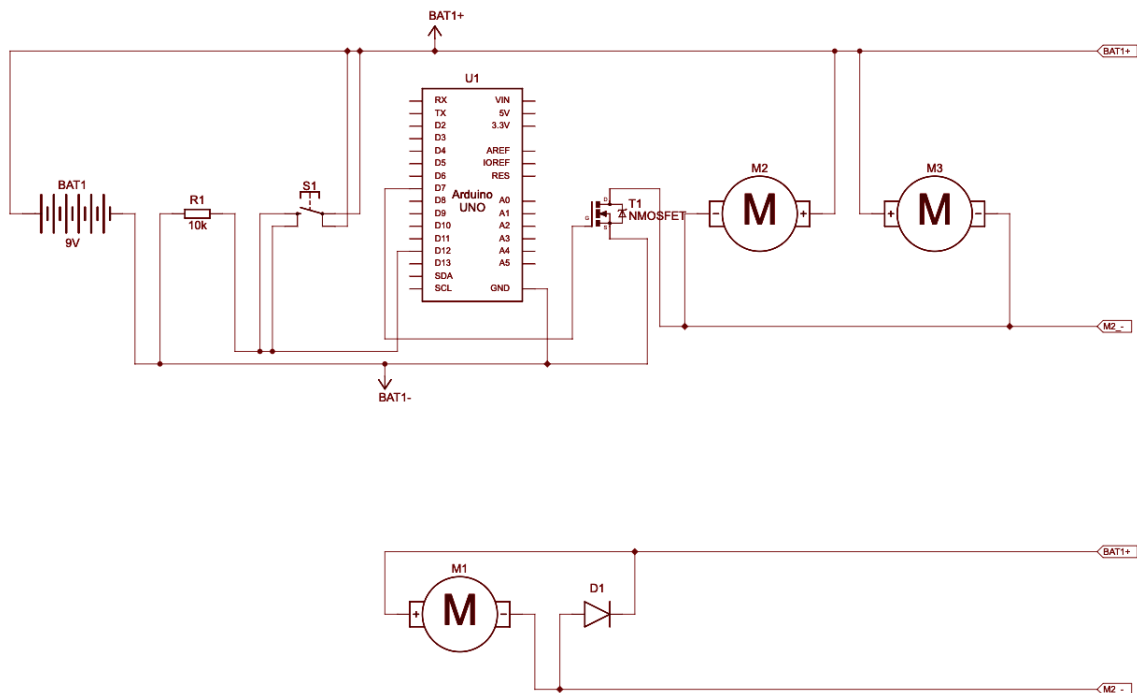 BAT1+
BAT1+
U1
RX
VIN
TX
5V
D2
3.3V
D3
D4
AREF
D5
IOREF
D6
RES
D7
Arduino
UNO
D8
A0
D9
A1
D10
A2
D11
A3
D12
A4
D13
A5
SDA
SCL
GND
BAT1
9V
R1
10k
S1
D
G
S
T1
NMOSFET
M2
- M +
M3
+ M -
M2_-
BAT1-
BAT1+
M1
+ M -
D1
M2_-